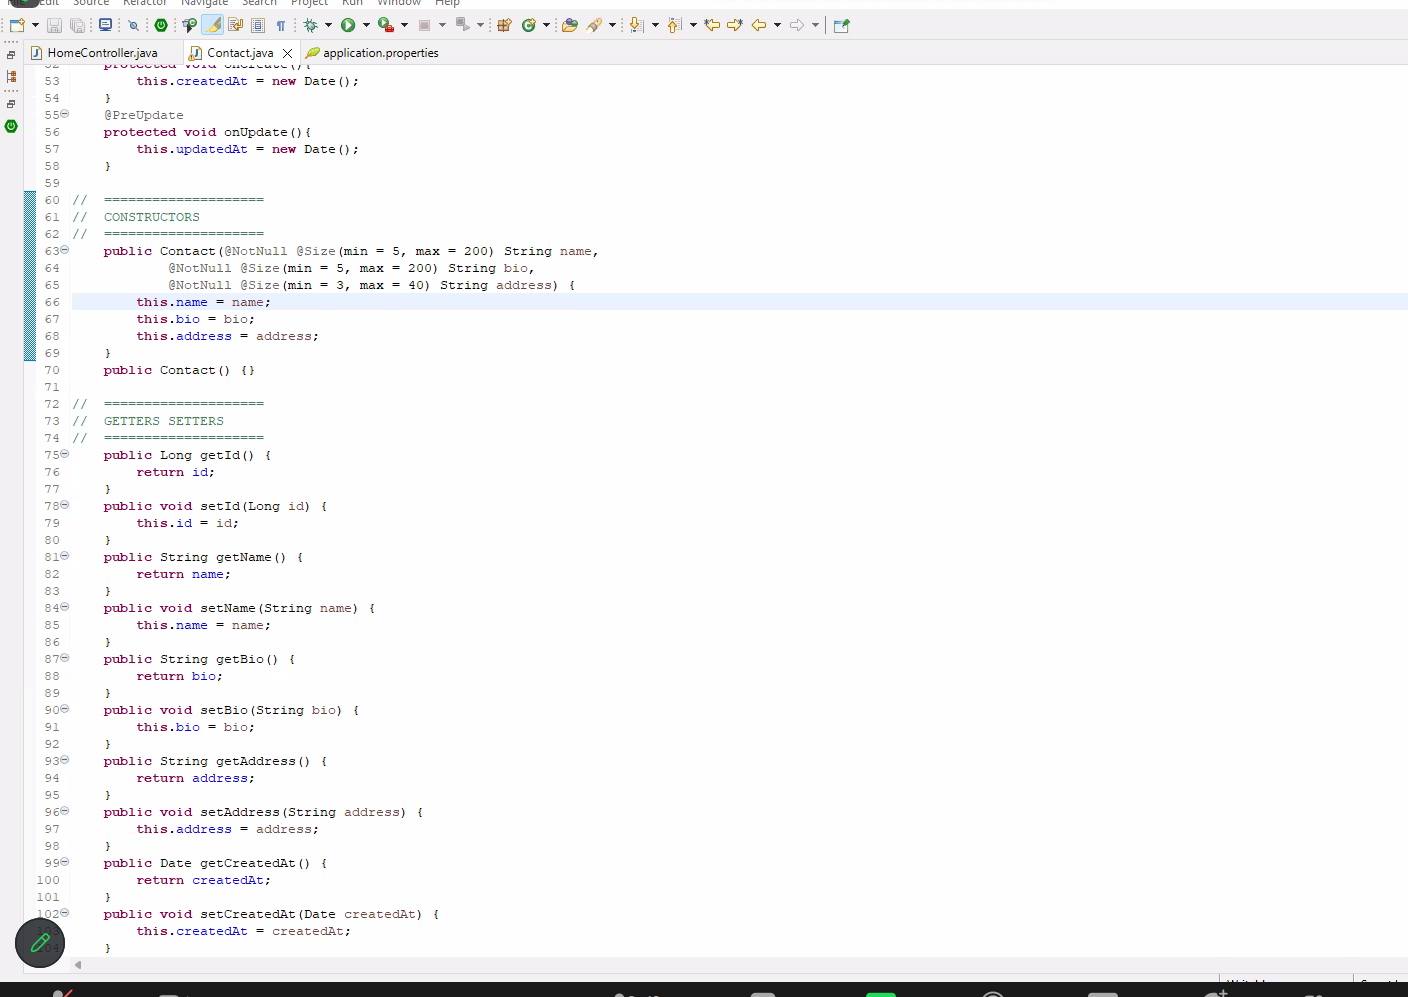 Edit Source Refactor Navigate Search Project Run Window Help
HomeController.java Contact.java application.properties
52 protected void onCreate(){
53 this.createdAt = new Date();
54 }
55 @PreUpdate
56 protected void onUpdate(){
57 this.updatedAt = new Date();
58 }
59
60 // ====================
61 // CONSTRUCTORS
62 // ====================
63 public Contact(@NotNull @Size(min = 5, max = 200) String name,
64 @NotNull @Size(min = 5, max = 200) String bio,
65 @NotNull @Size(min = 3, max = 40) String address) {
66 this.name = name;
67 this.bio = bio;
68 this.address = address;
69 }
70 public Contact() {}
71
72 // ====================
73 // GETTERS SETTERS
74 // ====================
75 public Long getId() {
76 return id;
77 }
78 public void setId(Long id) {
79 this.id = id;
80 }
81 public String getName() {
82 return name;
83 }
84 public void setName(String name) {
85 this.name = name;
86 }
87 public String getBio() {
88 return bio;
89 }
90 public void setBio(String bio) {
91 this.bio = bio;
92 }
93 public String getAddress() {
94 return address;
95 }
96 public void setAddress(String address) {
97 this.address = address;
98 }
99 public Date getCreatedAt() {
100 return createdAt;
101 }
102 public void setCreatedAt(Date createdAt) {
this.createdAt = createdAt;
}